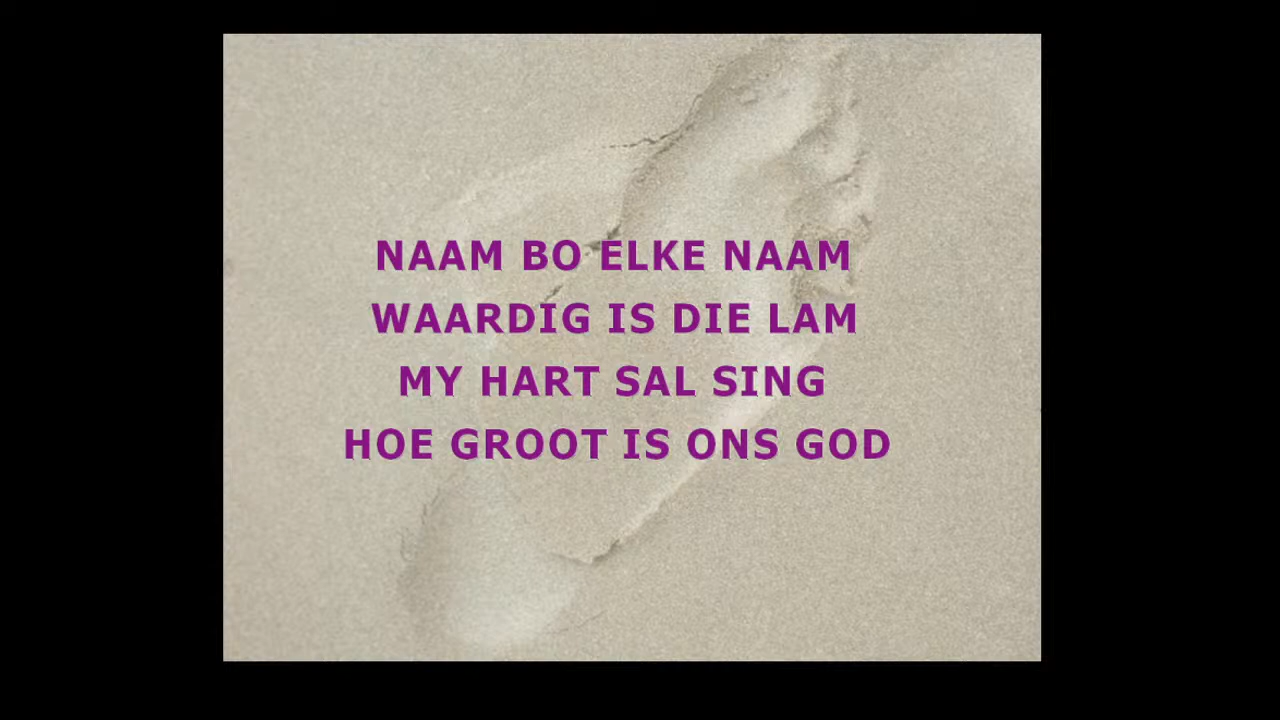 NAAM BO ELKE NAAM
WAARDIG IS DIE LAM
MY HART SAL SING
HOE GROOT IS ONS GOD